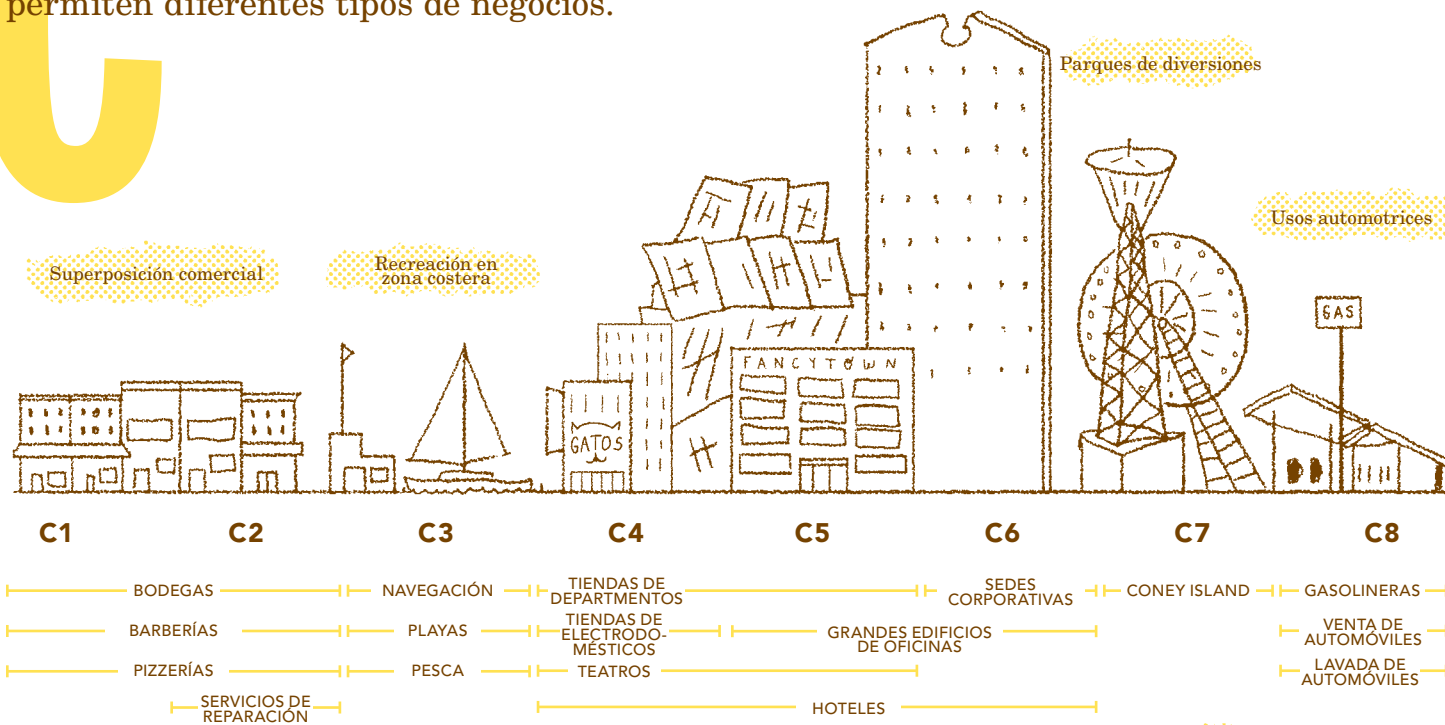 permiten diferentes tipos de negocios.
C
Parques de diversiones
Usos automotrices
Superposición comercial
Recreación en
zona costera
GAS
FANCYTOWN
GATOS
C1 C2 C3 C4 C5 C6 C7 C8
BODEGAS NAVEGACIÓN TIENDAS DE
DEPARTMENTOS SEDES
CORPORATIVAS CONEY ISLAND GASOLINERAS
BARBERÍAS PLAYAS TIENDAS DE
ELECTRODO-
MÉSTICOS GRANDES EDIFICIOS
DE OFICINAS VENTA DE
AUTOMÓVILES
PIZZERÍAS PESCA TEATROS LAVADA DE
AUTOMÓVILES
SERVICIOS DE
REPARACIÓN HOTELES